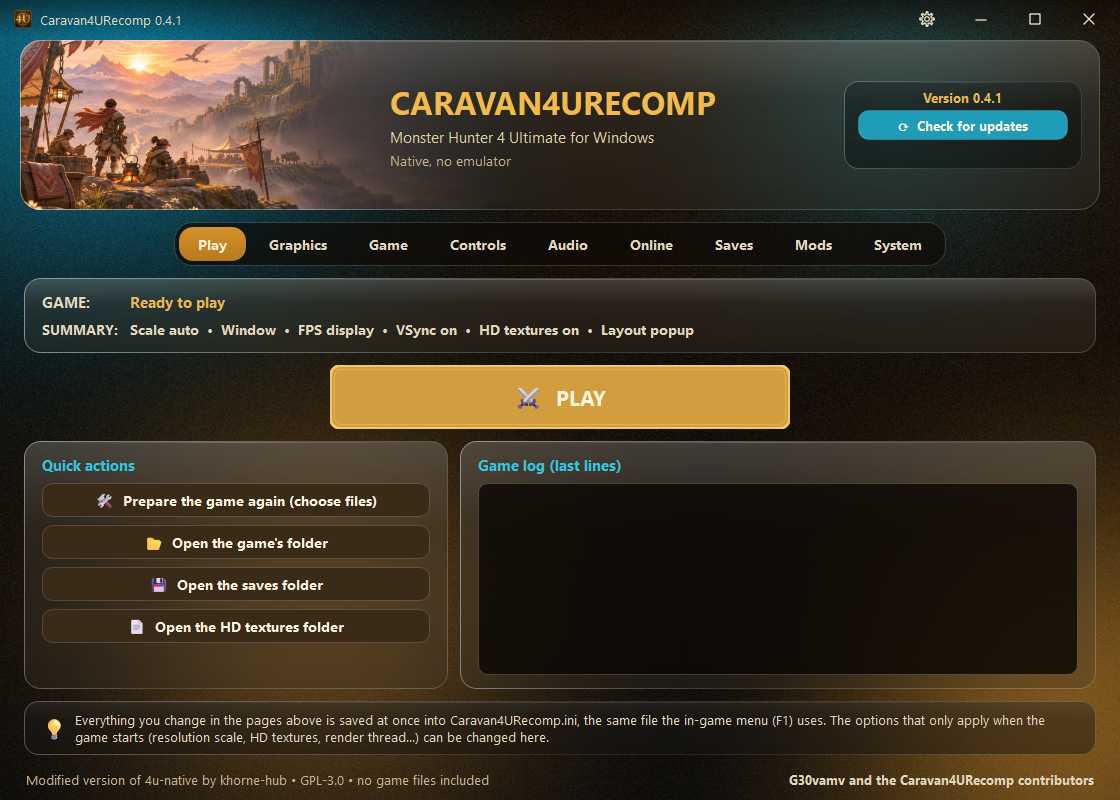 4U Caravan4URecomp 0.4.1
CARAVAN4URECOMP
Monster Hunter 4 Ultimate for Windows
Native, no emulator
Version 0.4.1
Check for updates
Play Graphics Game Controls Audio Online Saves Mods System
GAME: Ready to play
SUMMARY: Scale auto • Window • FPS display • VSync on • HD textures on • Layout popup
PLAY
Quick actions
Prepare the game again (choose files)
Open the game's folder
Open the saves folder
Open the HD textures folder
Game log (last lines)
Everything you change in the pages above is saved at once into Caravan4URecomp.ini, the same file the in-game menu (F1) uses. The options that only apply when the
game starts (resolution scale, HD textures, render thread...) can be changed here.
Modified version of 4u-native by khorne-hub • GPL-3.0 • no game files included
G30vamv and the Caravan4URecomp contributors